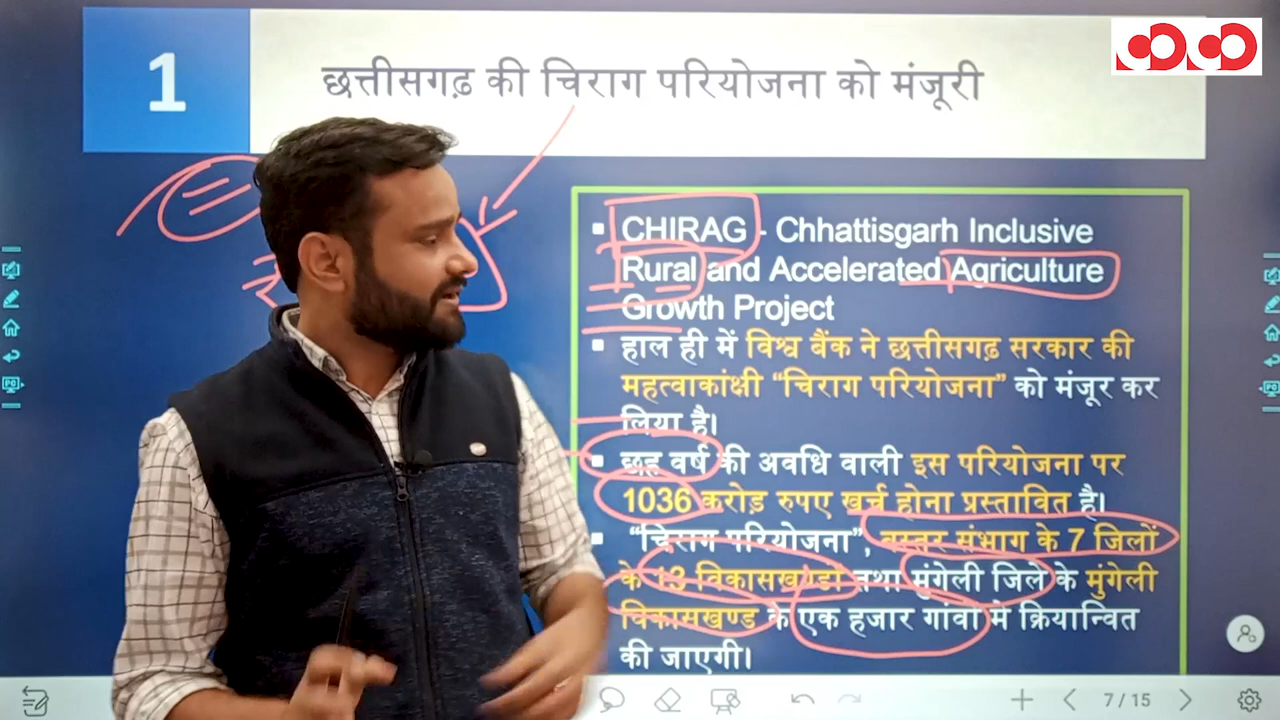 1
छत्तीसगढ़ की चिराग परियोजना को मंजूरी
CHIRAG - Chhattisgarh Inclusive
Rural and Accelerated Agriculture
Growth Project
हाल ही में विश्व बैंक ने छत्तीसगढ़ सरकार की
महत्वाकांक्षी “चिराग परियोजना” को मंजूर कर
लिया है।
छह वर्ष की अवधि वाली इस परियोजना पर
1036 करोड़ रुपए खर्च होना प्रस्तावित है।
“चिराग परियोजना”, बस्तर संभाग के 7 जिलों
के 13 विकासखण्डों तथा मुंगेली जिले के मुंगेली
विकासखण्ड के एक हजार गांवों में क्रियान्वित
की जाएगी।
7/15